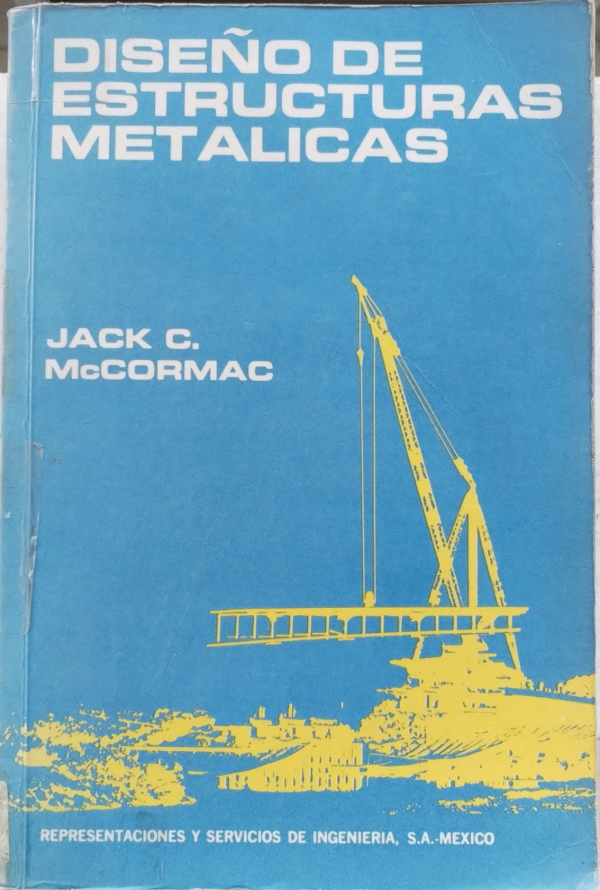 DISEÑO DE
ESTRUCTURAS
METALICAS
JACK C.
McCORMAC
REPRESENTACIONES Y SERVICIOS DE INGENIERIA, S.A.-MEXICO